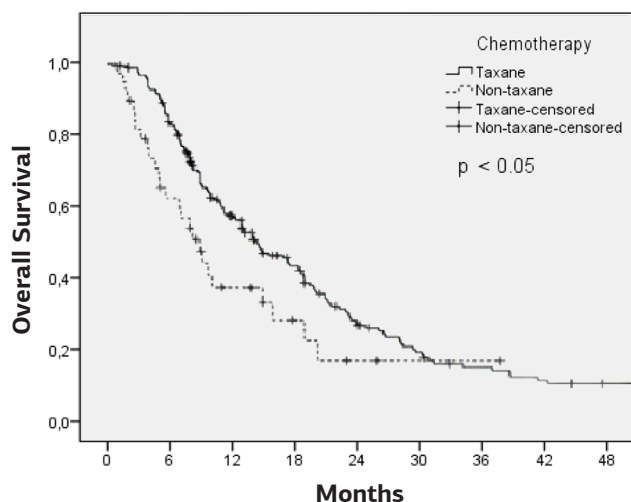 Overall Survival
1,0
0,8
0,6
0,4
0,2
0,0
Chemotherapy
Taxane
Non-taxane
Taxane-censored
Non-taxane-censored
p < 0.05
0 6 12 18 24 30 36 42 48
Months